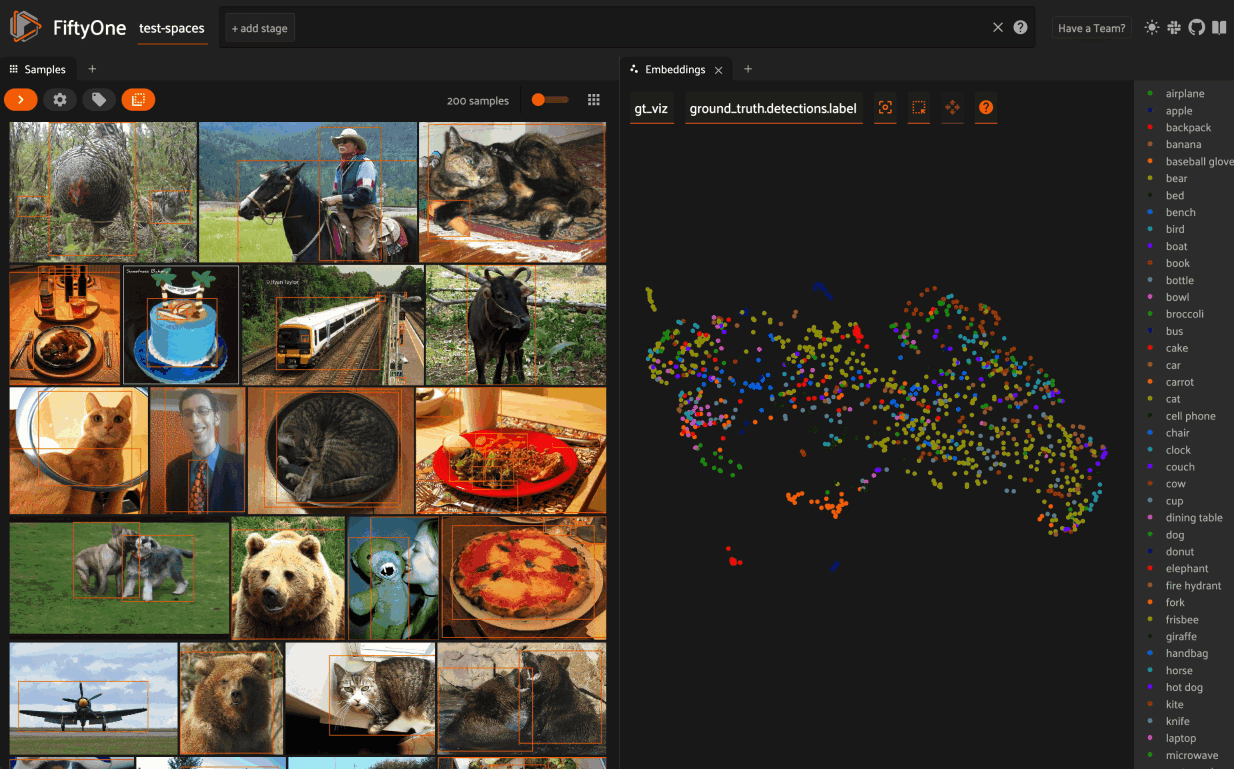 FiftyOne
test-spaces
+ add stage
Have a Team?
Samples
+
Embeddings
+
200 samples
gt_viz
ground_truth.detections.label
airplane
apple
backpack
banana
baseball glove
bear
bed
bench
bird
boat
book
bottle
bowl
broccoli
bus
cake
car
carrot
cat
cell phone
chair
clock
couch
cow
cup
dining table
dog
donut
elephant
fire hydrant
fork
frisbee
giraffe
handbag
horse
hot dog
kite
knife
laptop
microwave